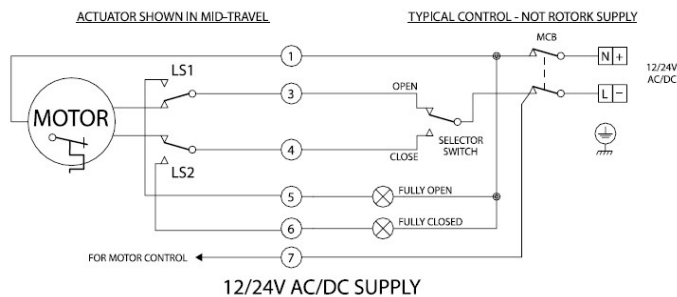 ACTUATOR SHOWN IN MID-TRAVEL
TYPICAL CONTROL - NOT ROTORK SUPPLY
MCB
1
N +
12/24V
AC/DC
LS1
3
OPEN
L -
MOTOR
4
SELECTOR
SWITCH
CLOSE
LS2
5
FULLY OPEN
6
FULLY CLOSED
FOR MOTOR CONTROL
7
12/24V AC/DC SUPPLY